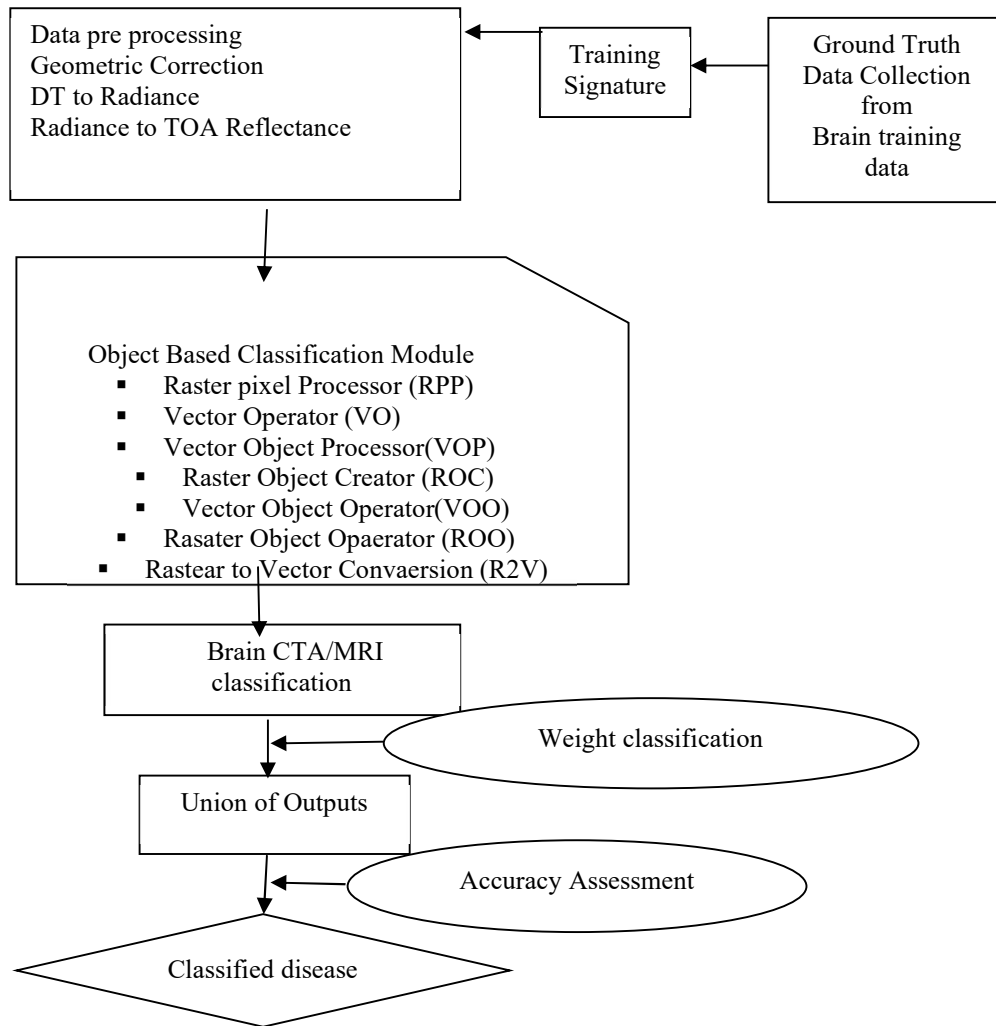 Data pre processing
Geometric Correction
DT to Radiance
Radiance to TOA Reflectance
Training
Signature
Ground Truth
Data Collection
from
Brain training
data
Object Based Classification Module
▪ Raster pixel Processor (RPP)
▪ Vector Operator (VO)
▪ Vector Object Processor(VOP)
▪ Raster Object Creator (ROC)
▪ Vector Object Operator(VOO)
▪ Rasater Object Opaerator (ROO)
▪ Rastear to Vector Convaersion (R2V)
Brain CTA/MRI
classification
Weight classification
Union of Outputs
Accuracy Assessment
Classified disease